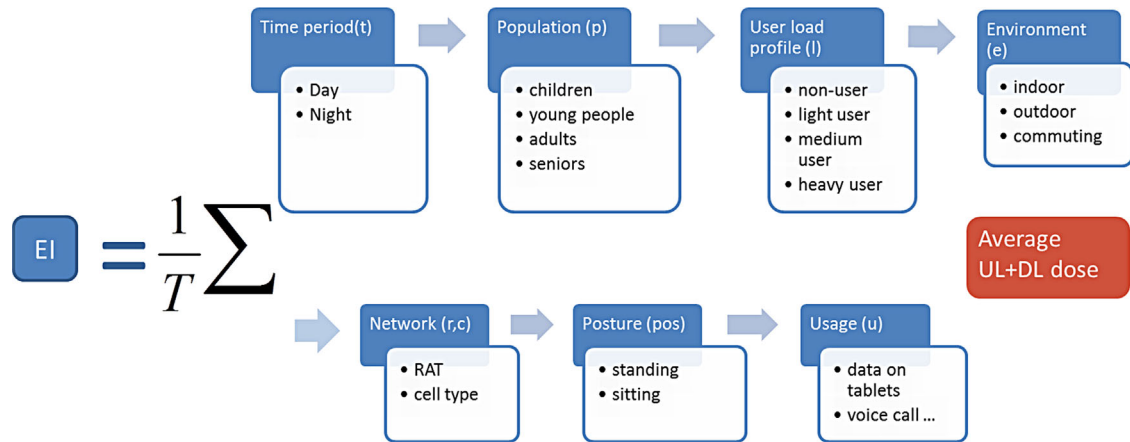 Time period(t)
• Day
• Night
Population (p)
• children
• young people
• adults
• seniors
User load
profile (l)
• non-user
• light user
• medium
user
• heavy user
Environment
(e)
• indoor
• outdoor
• commuting
EI
=
1
T
∑
Average
UL+DL dose
Network (r,c)
• RAT
• cell type
Posture (pos)
• standing
• sitting
Usage (u)
• data on
tablets
• voice call ...